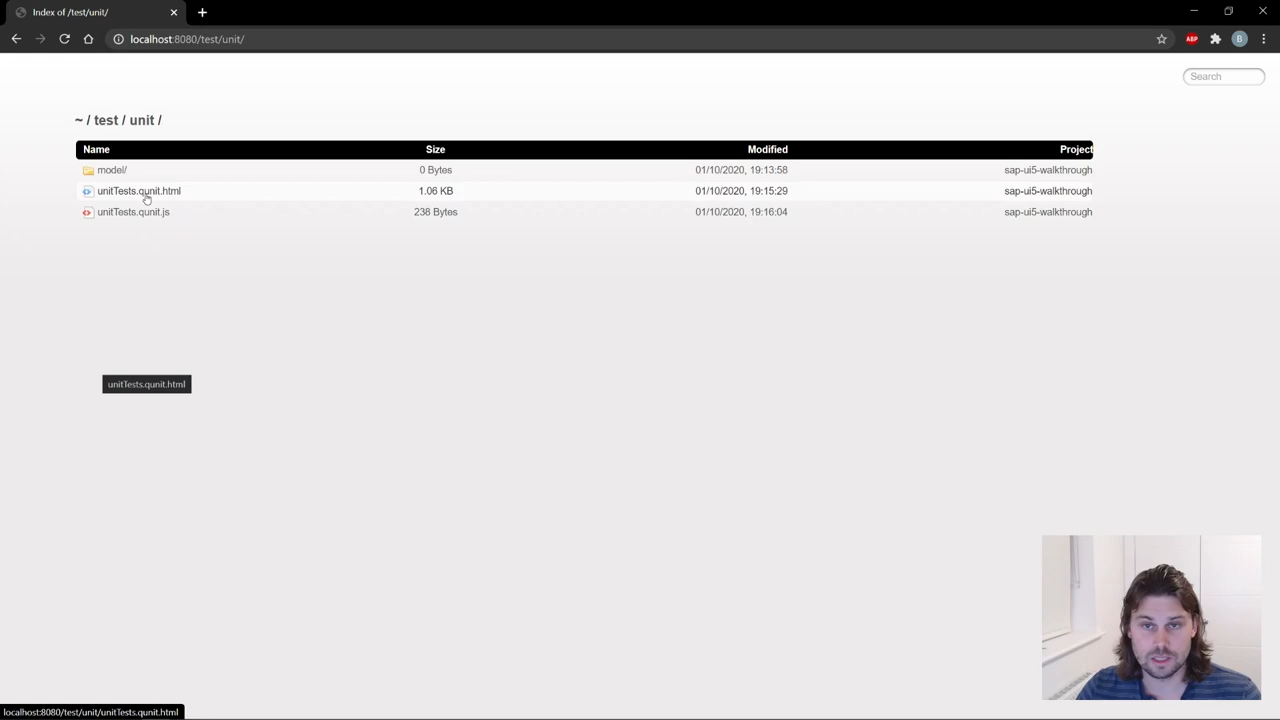 Index of /test/unit/
localhost:8080/test/unit/
ABP
B
Search
~ / test / unit /
Name Size Modified Project
model/ 0 Bytes 01/10/2020, 19:13:58 sap-ui5-walkthrough
unitTests.qunit.html 1.06 KB 01/10/2020, 19:15:29 sap-ui5-walkthrough
unitTests.qunit.js 238 Bytes 01/10/2020, 19:16:04 sap-ui5-walkthrough
unitTests.qunit.html
localhost:8080/test/unit/unitTests.qunit.html